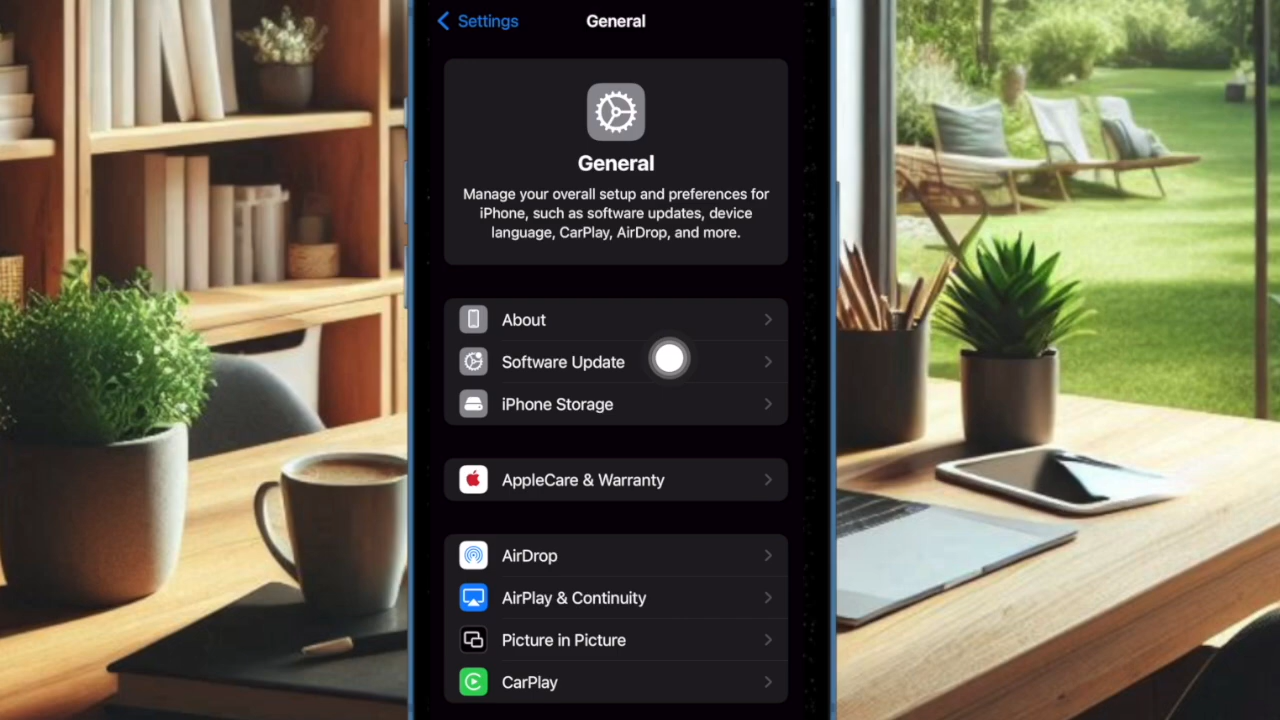 Settings
General
General
Manage your overall setup and preferences for
iPhone, such as software updates, device
language, CarPlay, AirDrop, and more.
About
Software Update
iPhone Storage
AppleCare & Warranty
AirDrop
AirPlay & Continuity
Picture in Picture
CarPlay